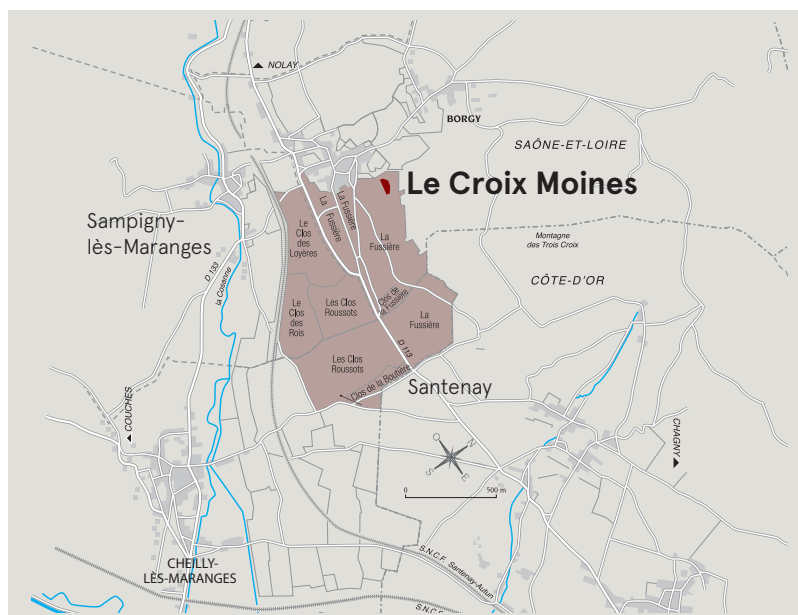 NOLAY
BORGY
SAÔNE-ET-LOIRE
Le Croix Moines
La
Fussière
La Fussière
Sampigny-
lès-Maranges
Le Clos
des
Loyères
La
Fussière
Montagne
des Trois Croix
CÔTE-D'OR
D 133
la Cosanne
Le
Clos
des
Rois
Les Clos
Roussots
Clos de
la Fussière
La
Fussière
D 113
Les Clos
Roussots
Clos de la Boutière
Santenay
COUCHES
CHAGNY
O
N
S
E
0
500 m
CHEILLY-
LÈS-MARANGES
S.N.C.F. Santenay-Autun
S.N.C.F.